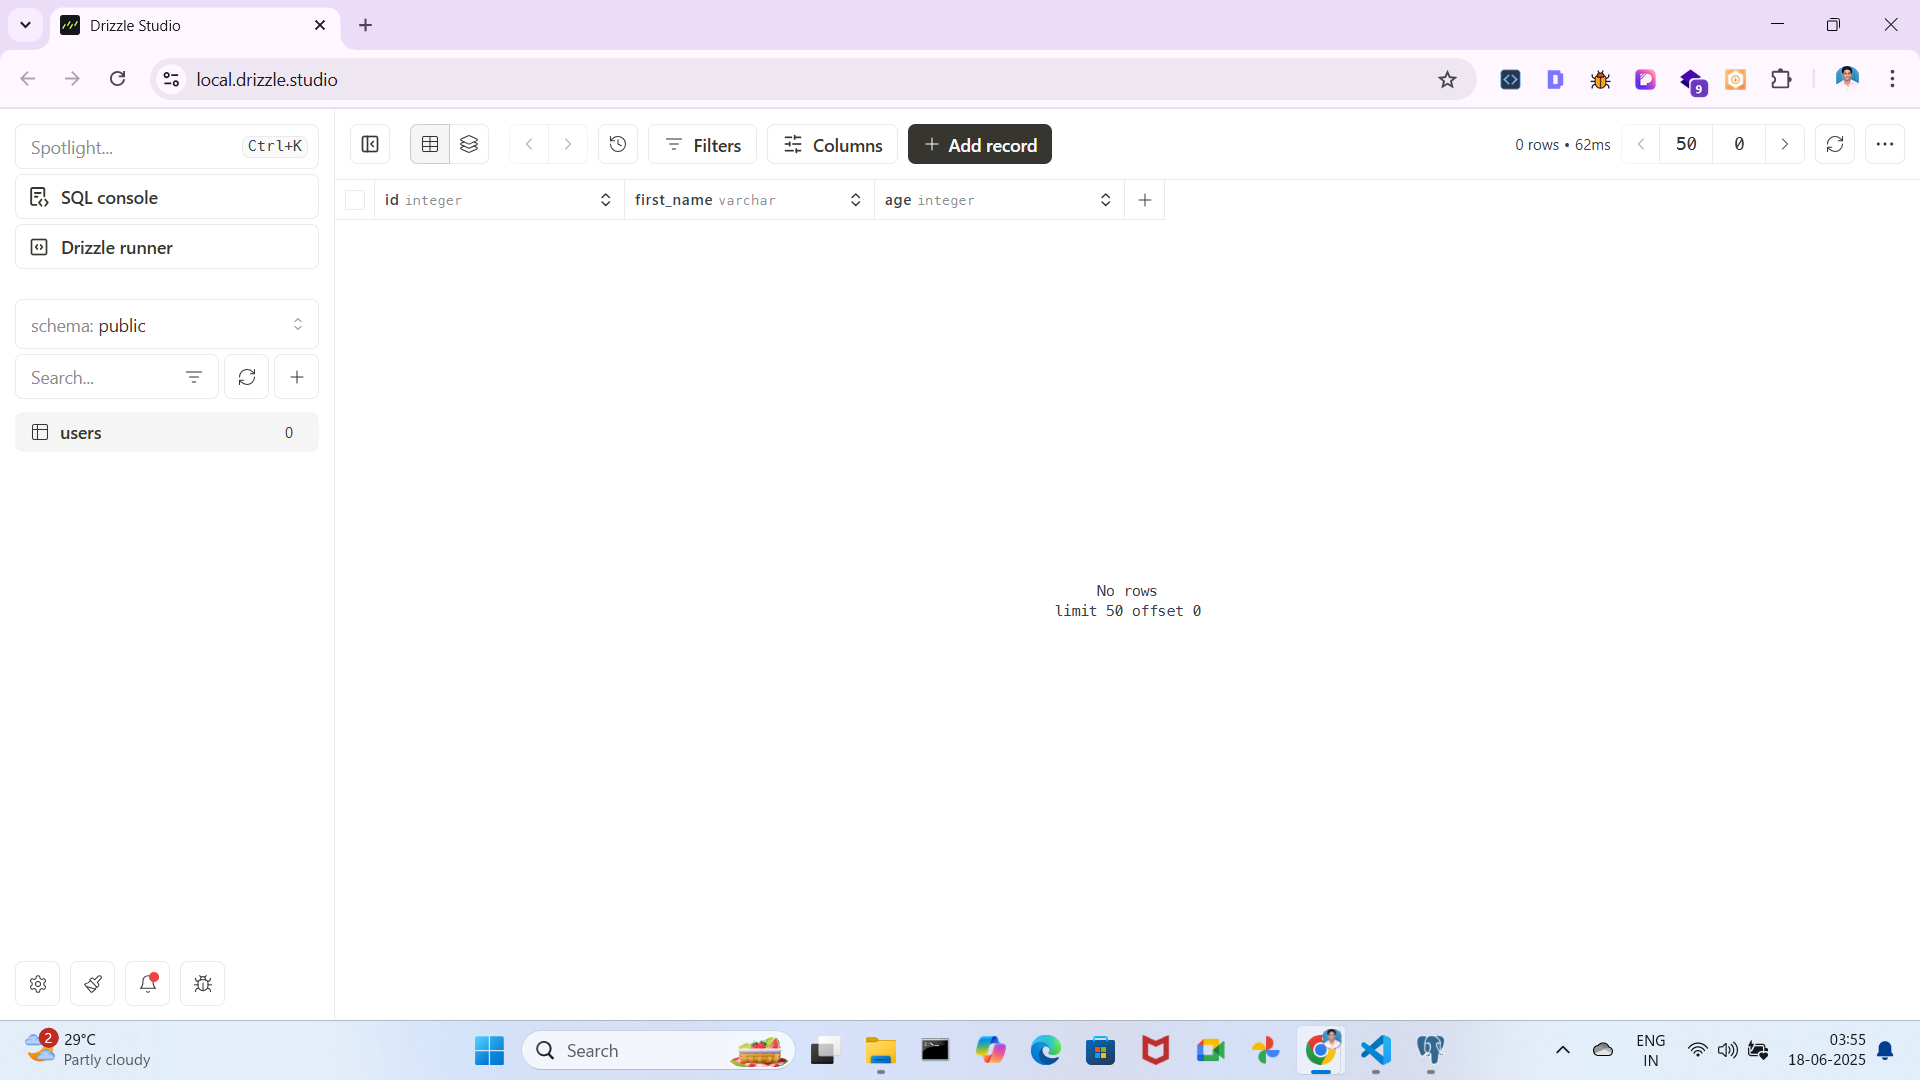 Drizzle Studio
local.drizzle.studio
9
Spotlight... Ctrl+K
SQL console
Drizzle runner
schema: public
Search...
users 0
Filters
Columns
Add record
0 rows • 62ms
50
0
id integer
first_name varchar
age integer
No rows
limit 50 offset 0
2
29°C
Partly cloudy
Search
ENG
IN
03:55
18-06-2025